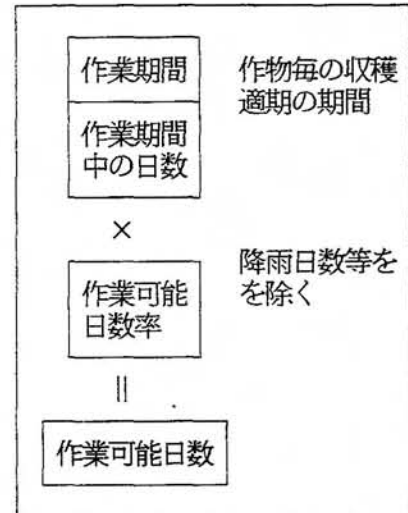 作業期間
作物毎の収穫
適期の期間
作業期間
中の日数
×
作業可能
日数率
降雨日数等を
を除く
||
作業可能日数